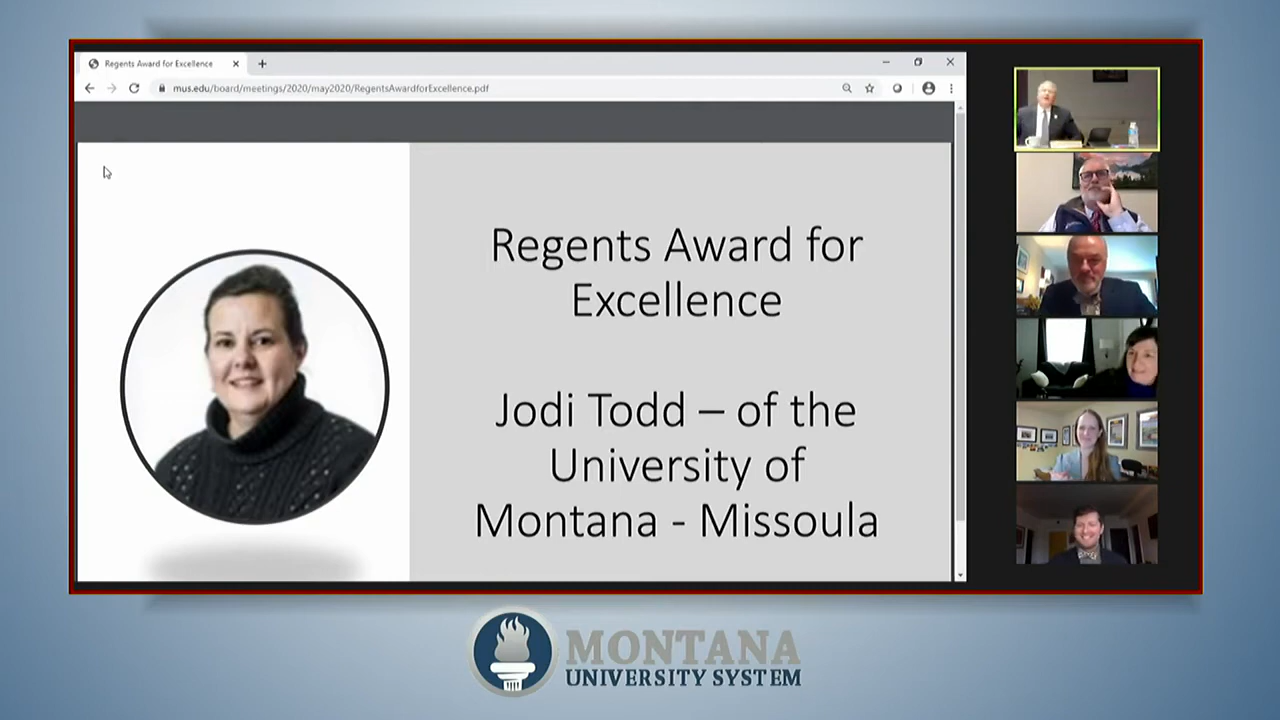 Regents Award for Excellence
mus.edu/board/meetings/2020/may2020/RegentsAwardforExcellence.pdf
Regents Award for
Excellence
Jodi Todd – of the
University of
Montana - Missoula
MONTANA
UNIVERSITY SYSTEM